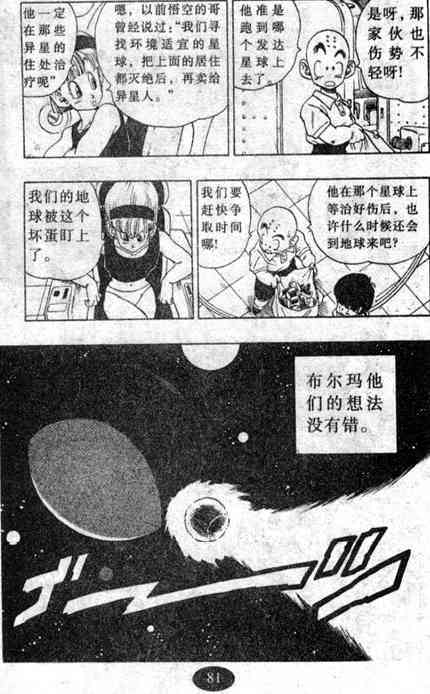 是呀，那
家伙也
伤势不
轻呀!
他准是
跑到哪
个发达
星球上
去了。
嗯，以前悟空的哥
曾经说过：“我们寻
找环境适宜的星
球，把上面的居住
都灭绝后，再卖给
异星人。”
他一定
在那些
异星的
住处治
疗呢”
他在那个星球上
等治好伤后，也
许什么时候还会
到地球来吧?
我们要
赶快争
取时间
哪!
我们的地
球被这个
坏蛋盯上
了。
布尔玛他
们的想法
没有错。
ゴーーッ
81